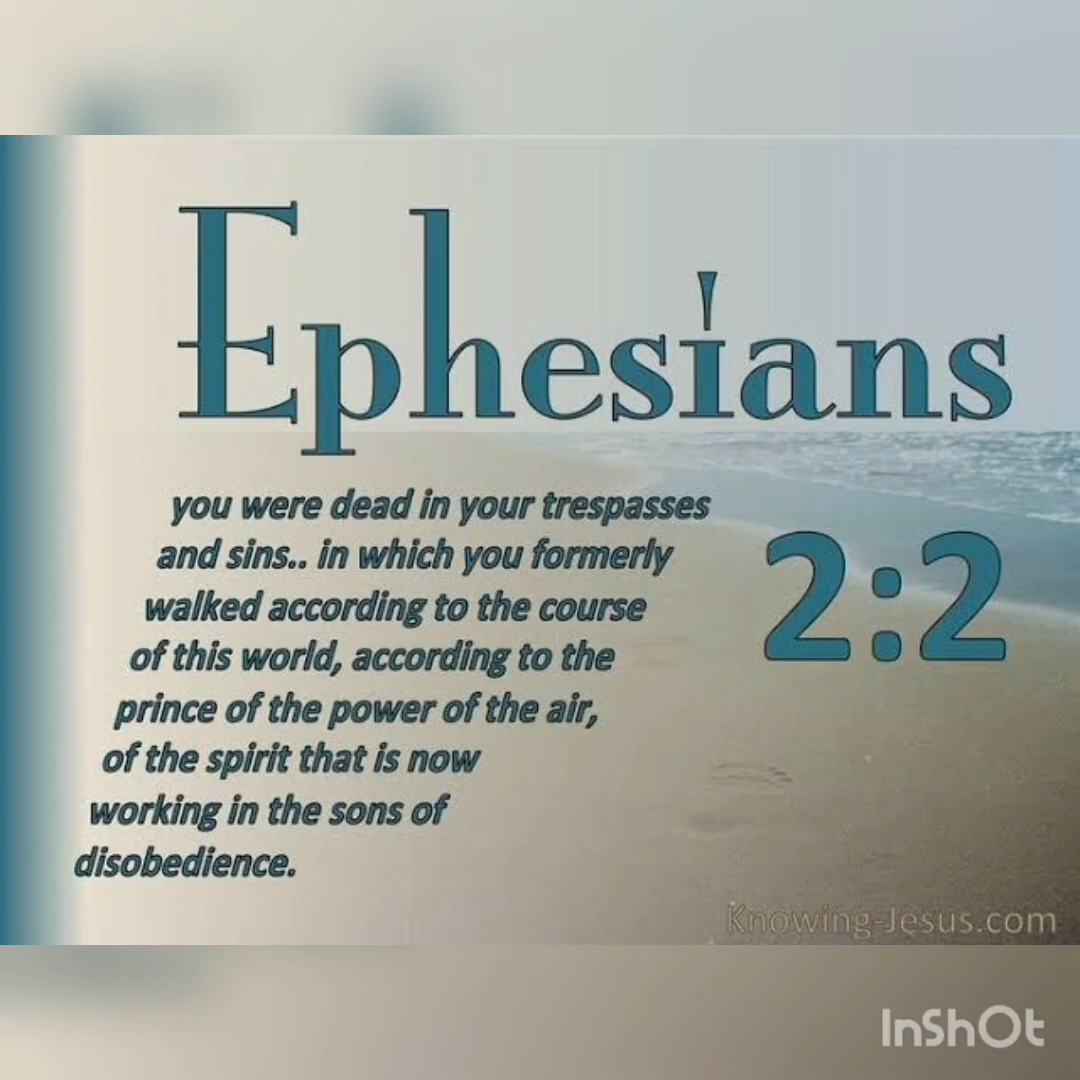 Ephesians
2:2
you were dead in your trespasses
and sins.. in which you formerly
walked according to the course
of this world, according to the
prince of the power of the air,
of the spirit that is now
working in the sons of
disobedience.
Knowing-Jesus.com
InShOt